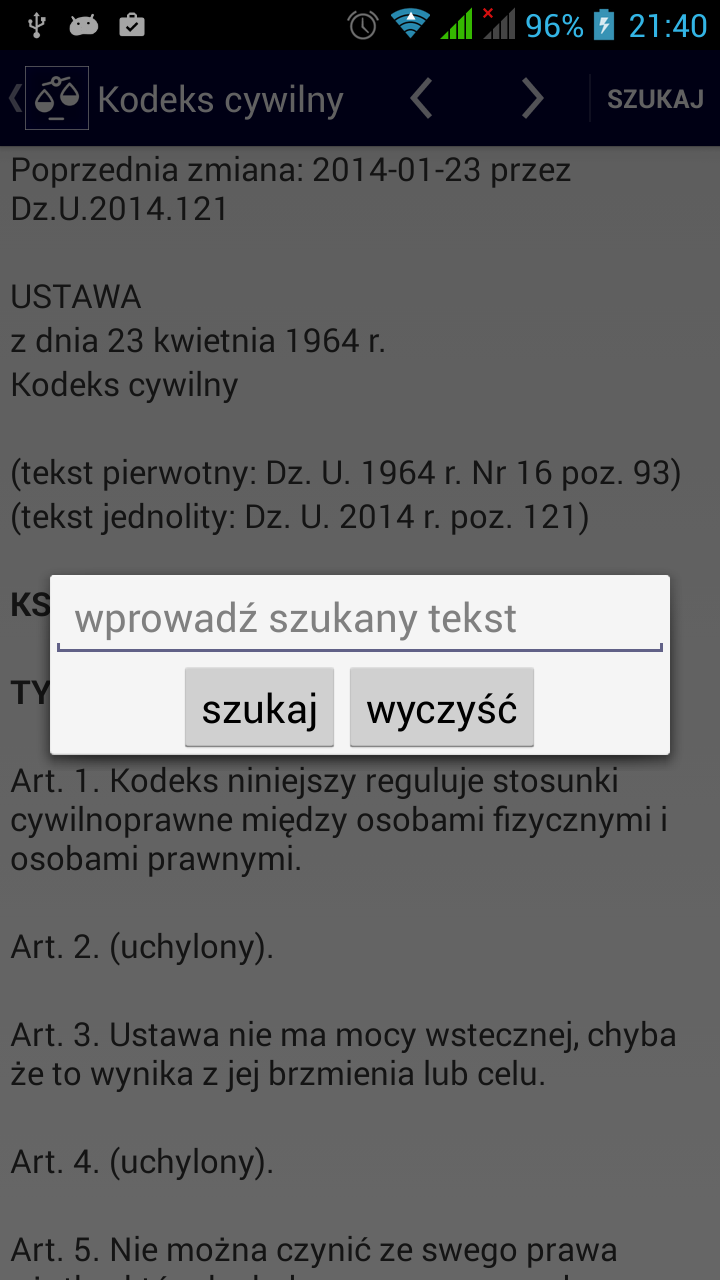 96% 21:40
Kodeks cywilny SZUKAJ
Poprzednia zmiana: 2014-01-23 przez
Dz.U.2014.121
USTAWA
z dnia 23 kwietnia 1964 r.
Kodeks cywilny
(tekst pierwotny: Dz. U. 1964 r. Nr 16 poz. 93)
(tekst jednolity: Dz. U. 2014 r. poz. 121)
KS
wprowadź szukany tekst
TY
szukaj wyczyść
Art. 1. Kodeks niniejszy reguluje stosunki
cywilnoprawne między osobami fizycznymi i
osobami prawnymi.
Art. 2. (uchylony).
Art. 3. Ustawa nie ma mocy wstecznej, chyba
że to wynika z jej brzmienia lub celu.
Art. 4. (uchylony).
Art. 5. Nie można czynić ze swego prawa